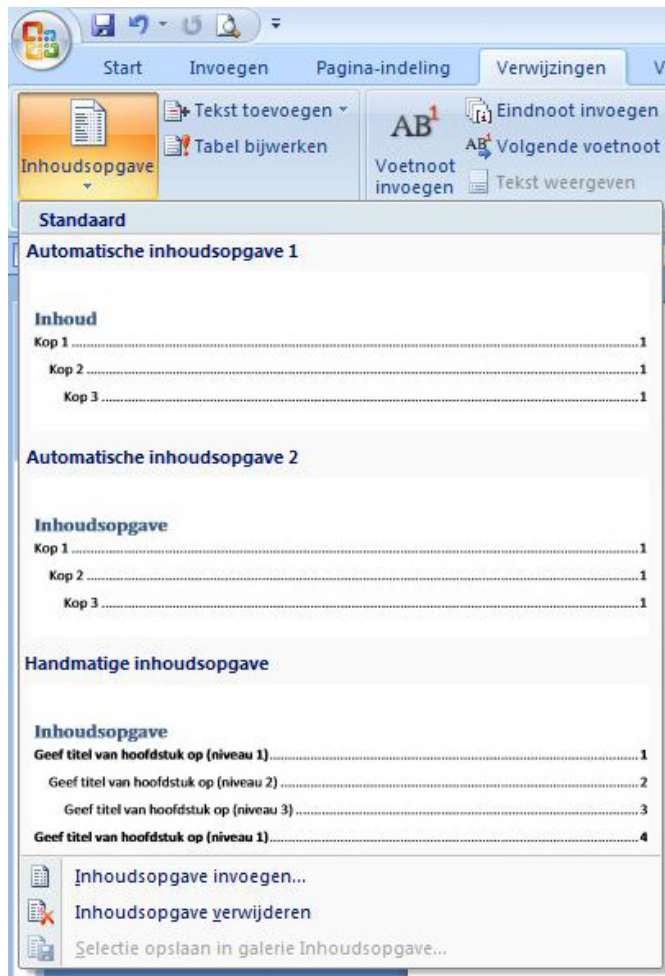 Start Invoegen Pagina-indeling Verwijzingen V
Inhoudsopgave
Tekst toevoegen
Tabel bijwerken
AB1
Voetnoot
invoegen
[i] Eindnoot invoegen
AB1 Volgende voetnoot
Tekst weergeven
Standaard
Automatische inhoudsopgave 1
Inhoud
Kop 1 ........ 1
Kop 2 ........ 1
Kop 3 ........ 1
Automatische inhoudsopgave 2
Inhoudsopgave
Kop 1 ........ 1
Kop 2 ........ 1
Kop 3 ........ 1
Handmatige inhoudsopgave
Inhoudsopgave
Geef titel van hoofdstuk op (niveau 1) ........ 1
Geef titel van hoofdstuk op (niveau 2) ........ 2
Geef titel van hoofdstuk op (niveau 3) ........ 3
Geef titel van hoofdstuk op (niveau 1) ........ 4
Inhoudsopgave invoegen...
Inhoudsopgave verwijderen
Selectie opslaan in galerie Inhoudsopgave...